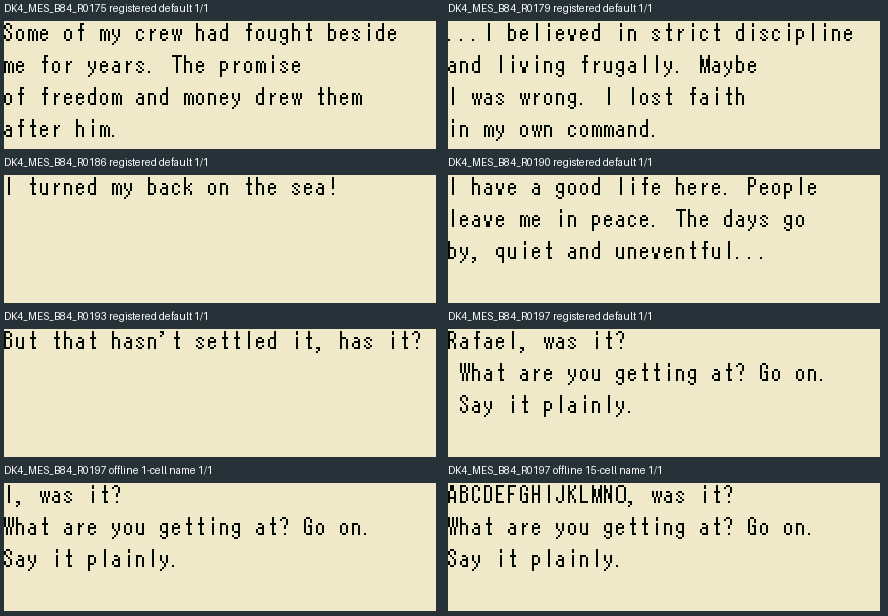 DK4_MES_B84_R0175 registered default 1/1
Some of my crew had fought beside
me for years. The promise
of freedom and money drew them
after him.
DK4_MES_B84_R0179 registered default 1/1
...I believed in strict discipline
and living frugally. Maybe
I was wrong. I lost faith
in my own command.
DK4_MES_B84_R0186 registered default 1/1
I turned my back on the sea!
DK4_MES_B84_R0190 registered default 1/1
I have a good life here. People
leave me in peace. The days go
by, quiet and uneventful...
DK4_MES_B84_R0193 registered default 1/1
But that hasn't settled it, has it?
DK4_MES_B84_R0197 registered default 1/1
Rafael, was it?
What are you getting at? Go on.
Say it plainly.
DK4_MES_B84_R0197 offline 1-cell name 1/1
I, was it?
What are you getting at? Go on.
Say it plainly.
DK4_MES_B84_R0197 offline 15-cell name 1/1
ABCDEFGHIJKLMNO, was it?
What are you getting at? Go on.
Say it plainly.